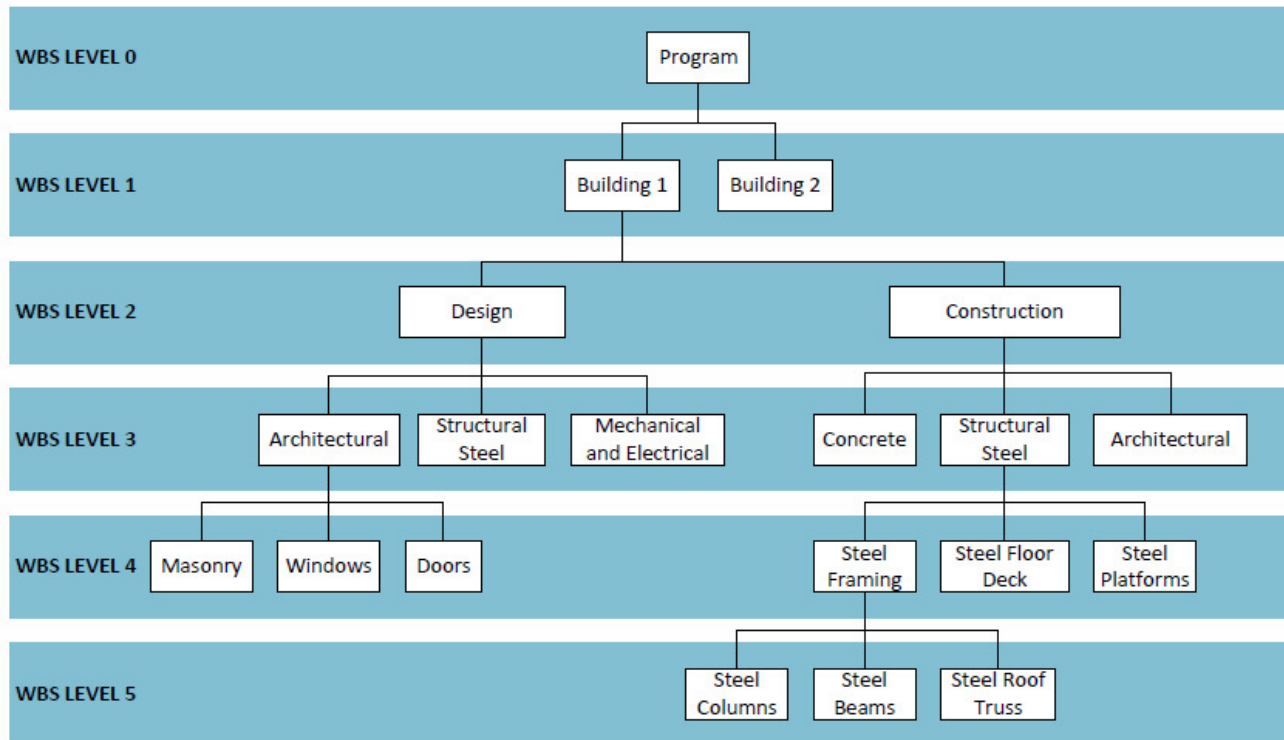 WBS LEVEL 0
Program
WBS LEVEL 1
Building 1
Building 2
WBS LEVEL 2
Design
Construction
WBS LEVEL 3
Architectural
Structural
Steel
Mechanical
and Electrical
Concrete
Structural
Steel
Architectural
WBS LEVEL 4
Masonry
Windows
Doors
Steel
Framing
Steel Floor
Deck
Steel
Platforms
WBS LEVEL 5
Steel
Columns
Steel
Beams
Steel Roof
Truss